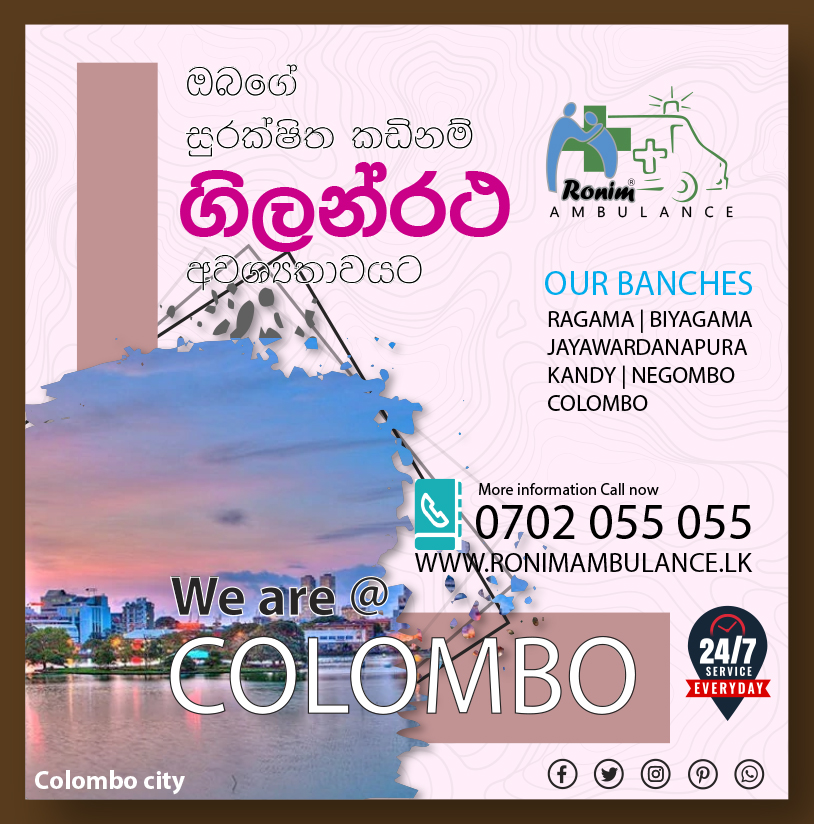 ඔබගේ
සුරක්ෂිත කඩිනම්
ගිලන්රථ
අවශ්‍යතාවයට
Ronim®
AMBULANCE
OUR BANCHES
RAGAMA | BIYAGAMA
JAYAWARDANAPURA
KANDY | NEGOMBO
COLOMBO
More information Call now
0702 055 055
WWW.RONIMAMBULANCE.LK
We are @
COLOMBO
24/7
SERVICE
EVERYDAY
Colombo city